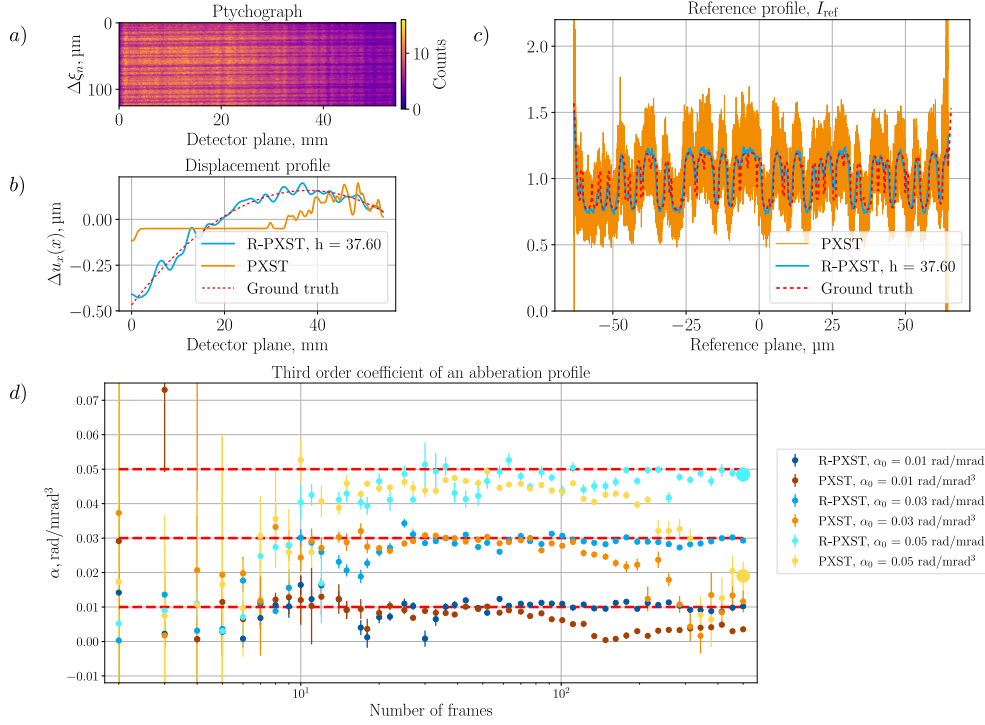 a)
Ptychograph
Δξₙ, µm
0
100
0
20
40
Detector plane, mm
0
10
Counts
b)
Displacement profile
Δuₓ(x), µm
0.00
−0.25
−0.50
0
20
40
Detector plane, mm
R-PXST, h = 37.60
PXST
Ground truth
c)
Reference profile, I_ref
2.0
1.5
1.0
0.5
0.0
−50
−25
0
25
50
Reference plane, µm
PXST
R-PXST, h = 37.60
Ground truth
d)
Third order coefficient of an abberation profile
α, rad/mrad³
0.07
0.06
0.05
0.04
0.03
0.02
0.01
0.00
−0.01
10¹
10²
Number of frames
R-PXST, α₀ = 0.01 rad/mrad³
PXST, α₀ = 0.01 rad/mrad³
R-PXST, α₀ = 0.03 rad/mrad³
PXST, α₀ = 0.03 rad/mrad³
R-PXST, α₀ = 0.05 rad/mrad³
PXST, α₀ = 0.05 rad/mrad³